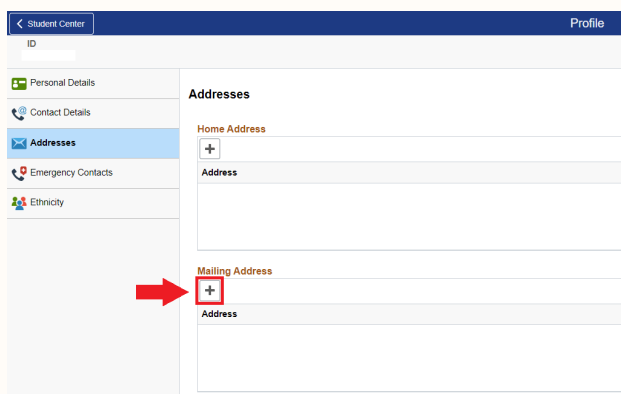 Student Center
Profile
ID
Personal Details
Contact Details
Addresses
Emergency Contacts
Ethnicity
Addresses
Home Address
Address
Mailing Address
Address